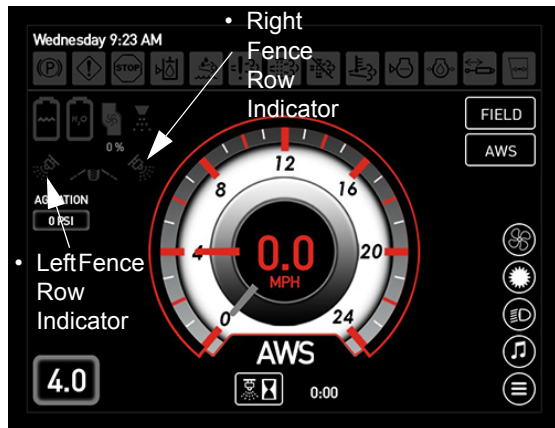 • Right
Fence
Row
Indicator
Wednesday 9:23 AM
(P)
STOP
H₂O
0 %
FIELD
AWS
AGITATION
0 PSI
• Left Fence
Row
Indicator
0
4
8
12
16
20
24
0.0
MPH
AWS
4.0
0:00